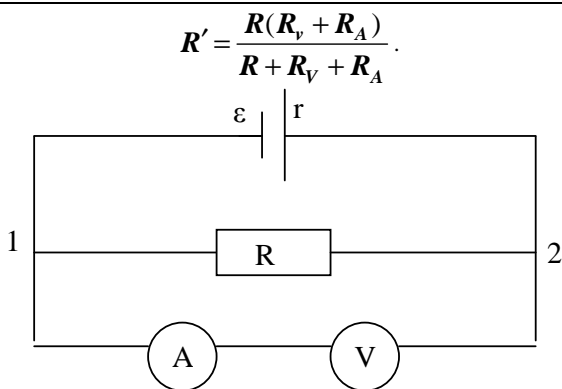 R′ = R(R_v + R_A) / (R + R_V + R_A) .
ε r
1 R 2
A V